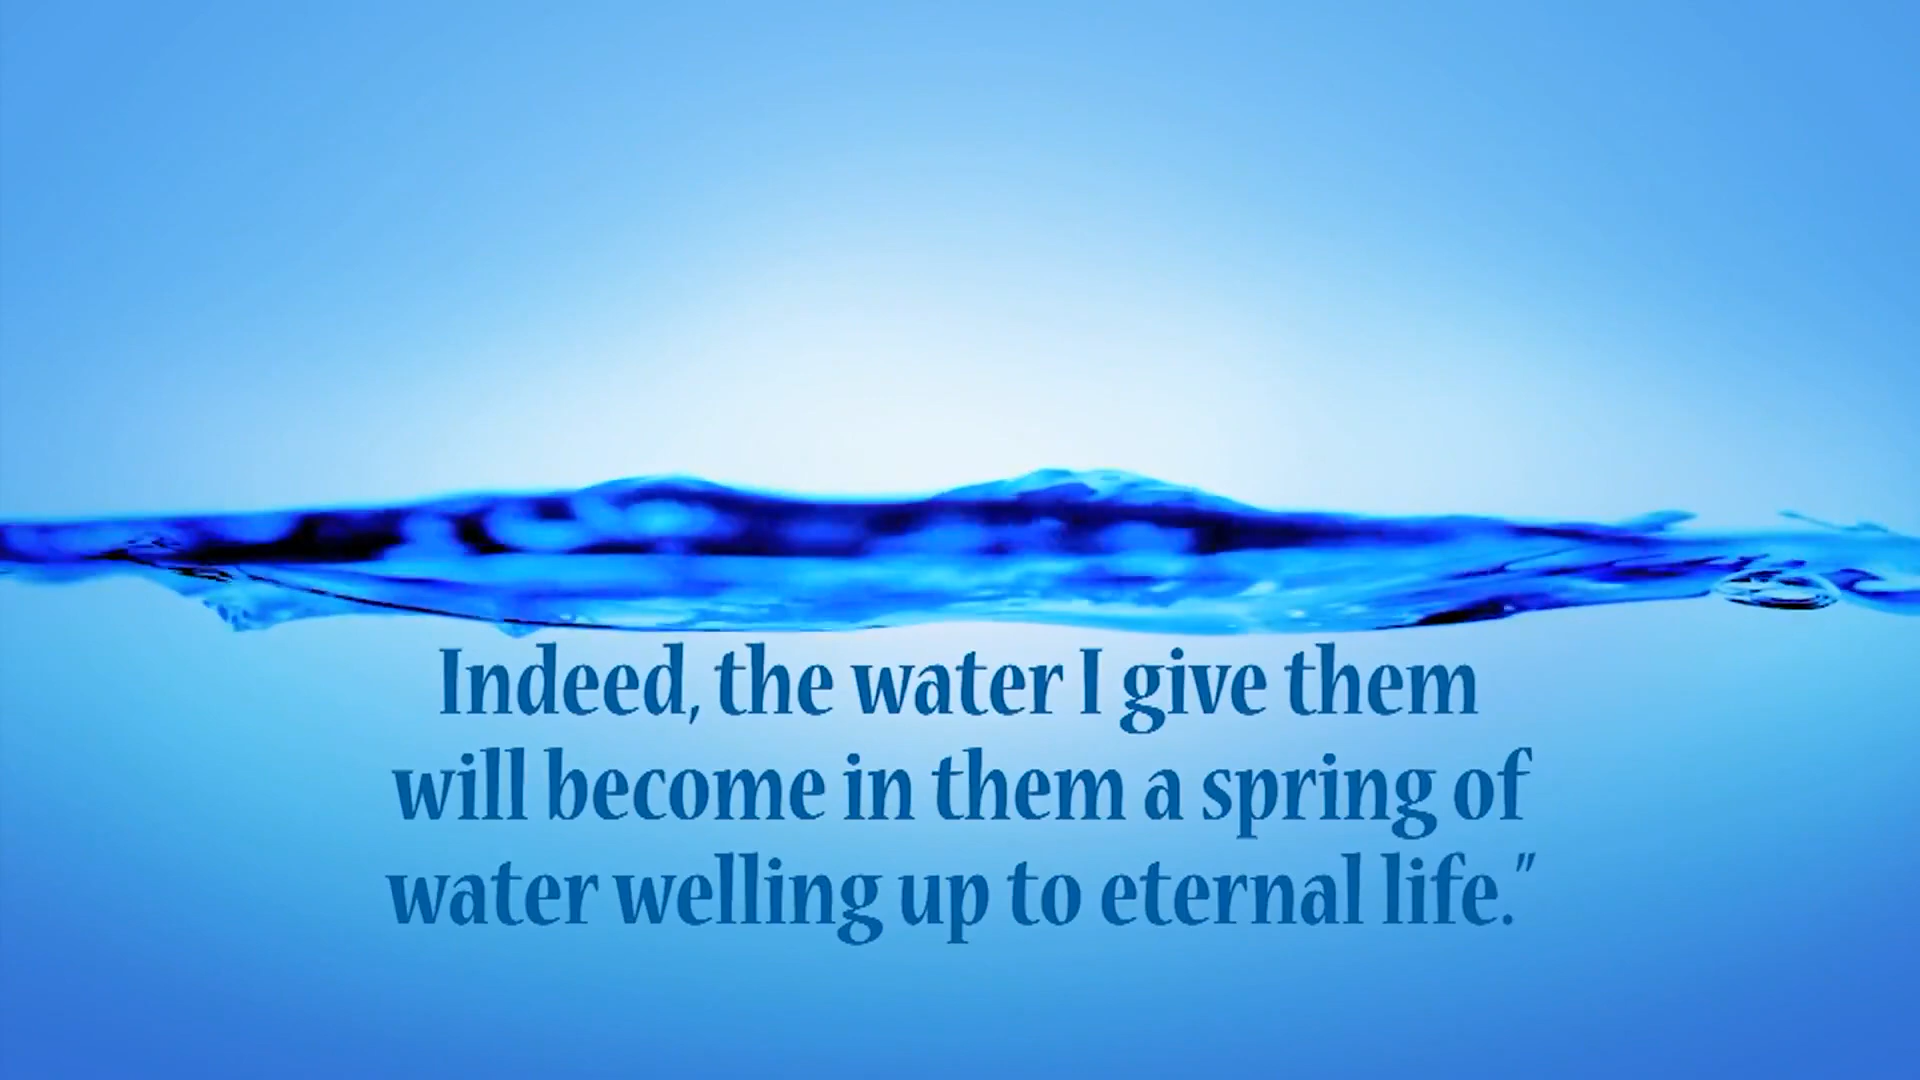 Indeed, the water I give them
will become in them a spring of
water welling up to eternal life."